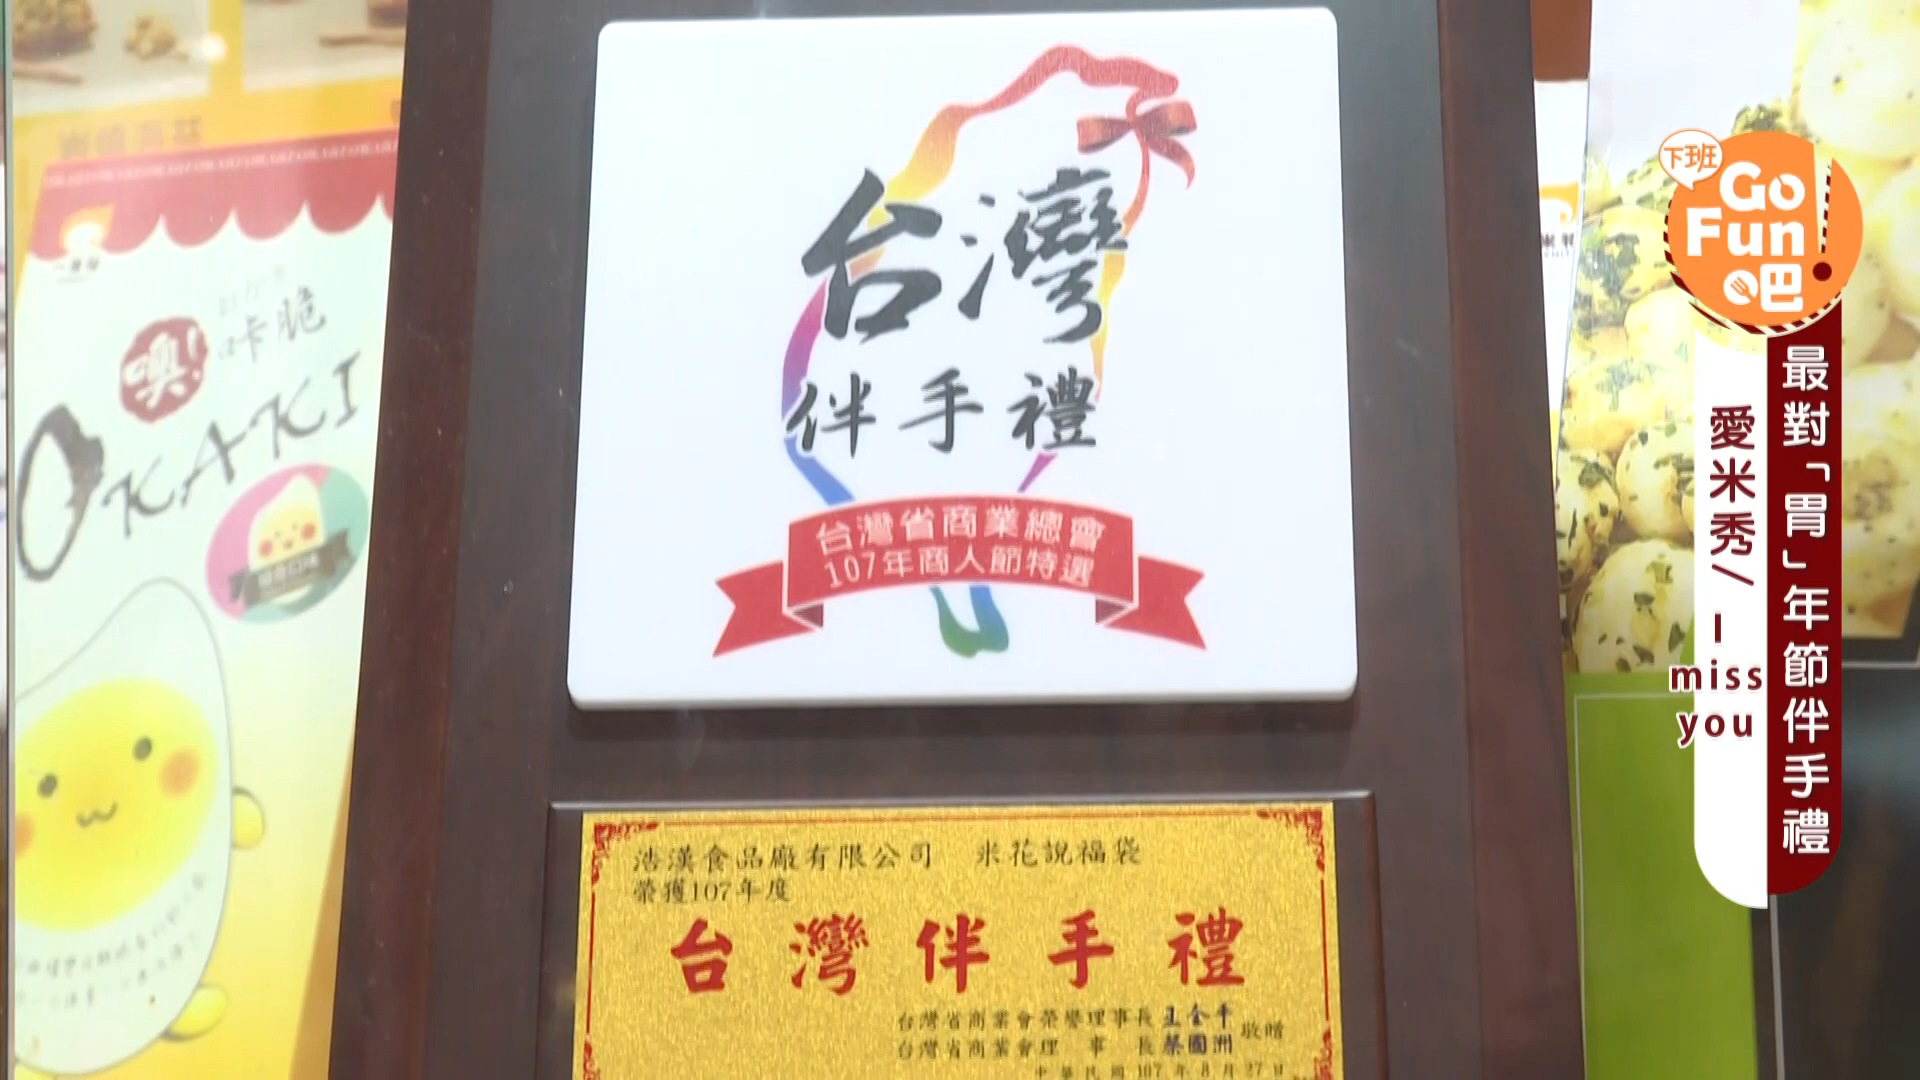 台灣
伴手禮
台灣省商業總會
107年商人節特選
浩漢食品廠有限公司 米花說福袋
榮獲107年度
台灣伴手禮
台灣省商業會榮譽理事長王金平
台灣省商業會理事長蔡國洲
敬贈
中華民國107年8月27日
噢!
咔脆
OKAKI
下班
Go
Fun
吧!
最對「胃」年節伴手禮
愛米秀/ I
miss
you